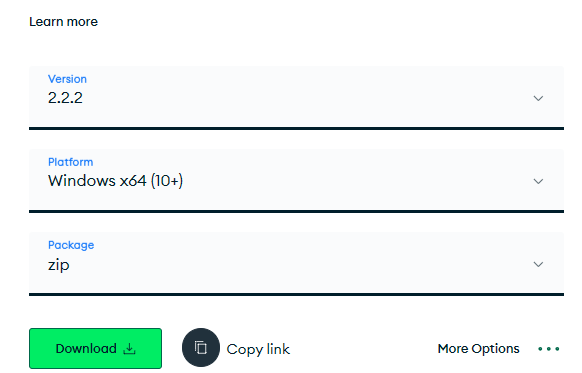 Learn more
Version
2.2.2
Platform
Windows x64 (10+)
Package
zip
Download Copy link More Options